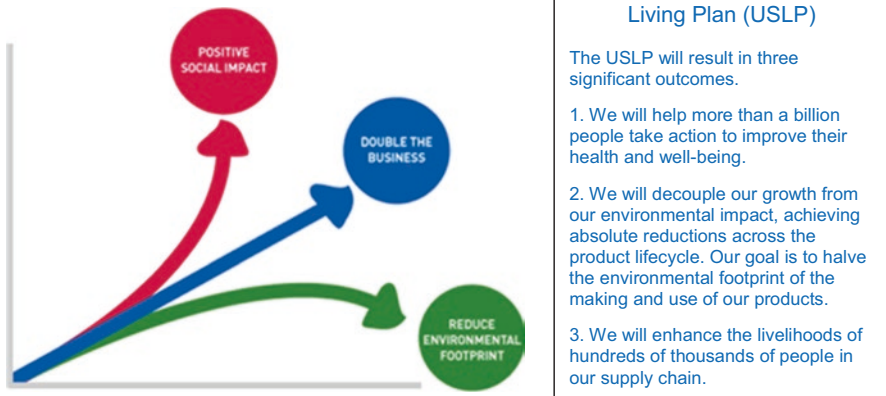 POSITIVE
SOCIAL IMPACT
DOUBLE THE
BUSINESS
REDUCE
ENVIRONMENTAL
FOOTPRINT
Living Plan (USLP)
The USLP will result in three
significant outcomes.
1. We will help more than a billion
people take action to improve their
health and well-being.
2. We will decouple our growth from
our environmental impact, achieving
absolute reductions across the
product lifecycle. Our goal is to halve
the environmental footprint of the
making and use of our products.
3. We will enhance the livelihoods of
hundreds of thousands of people in
our supply chain.